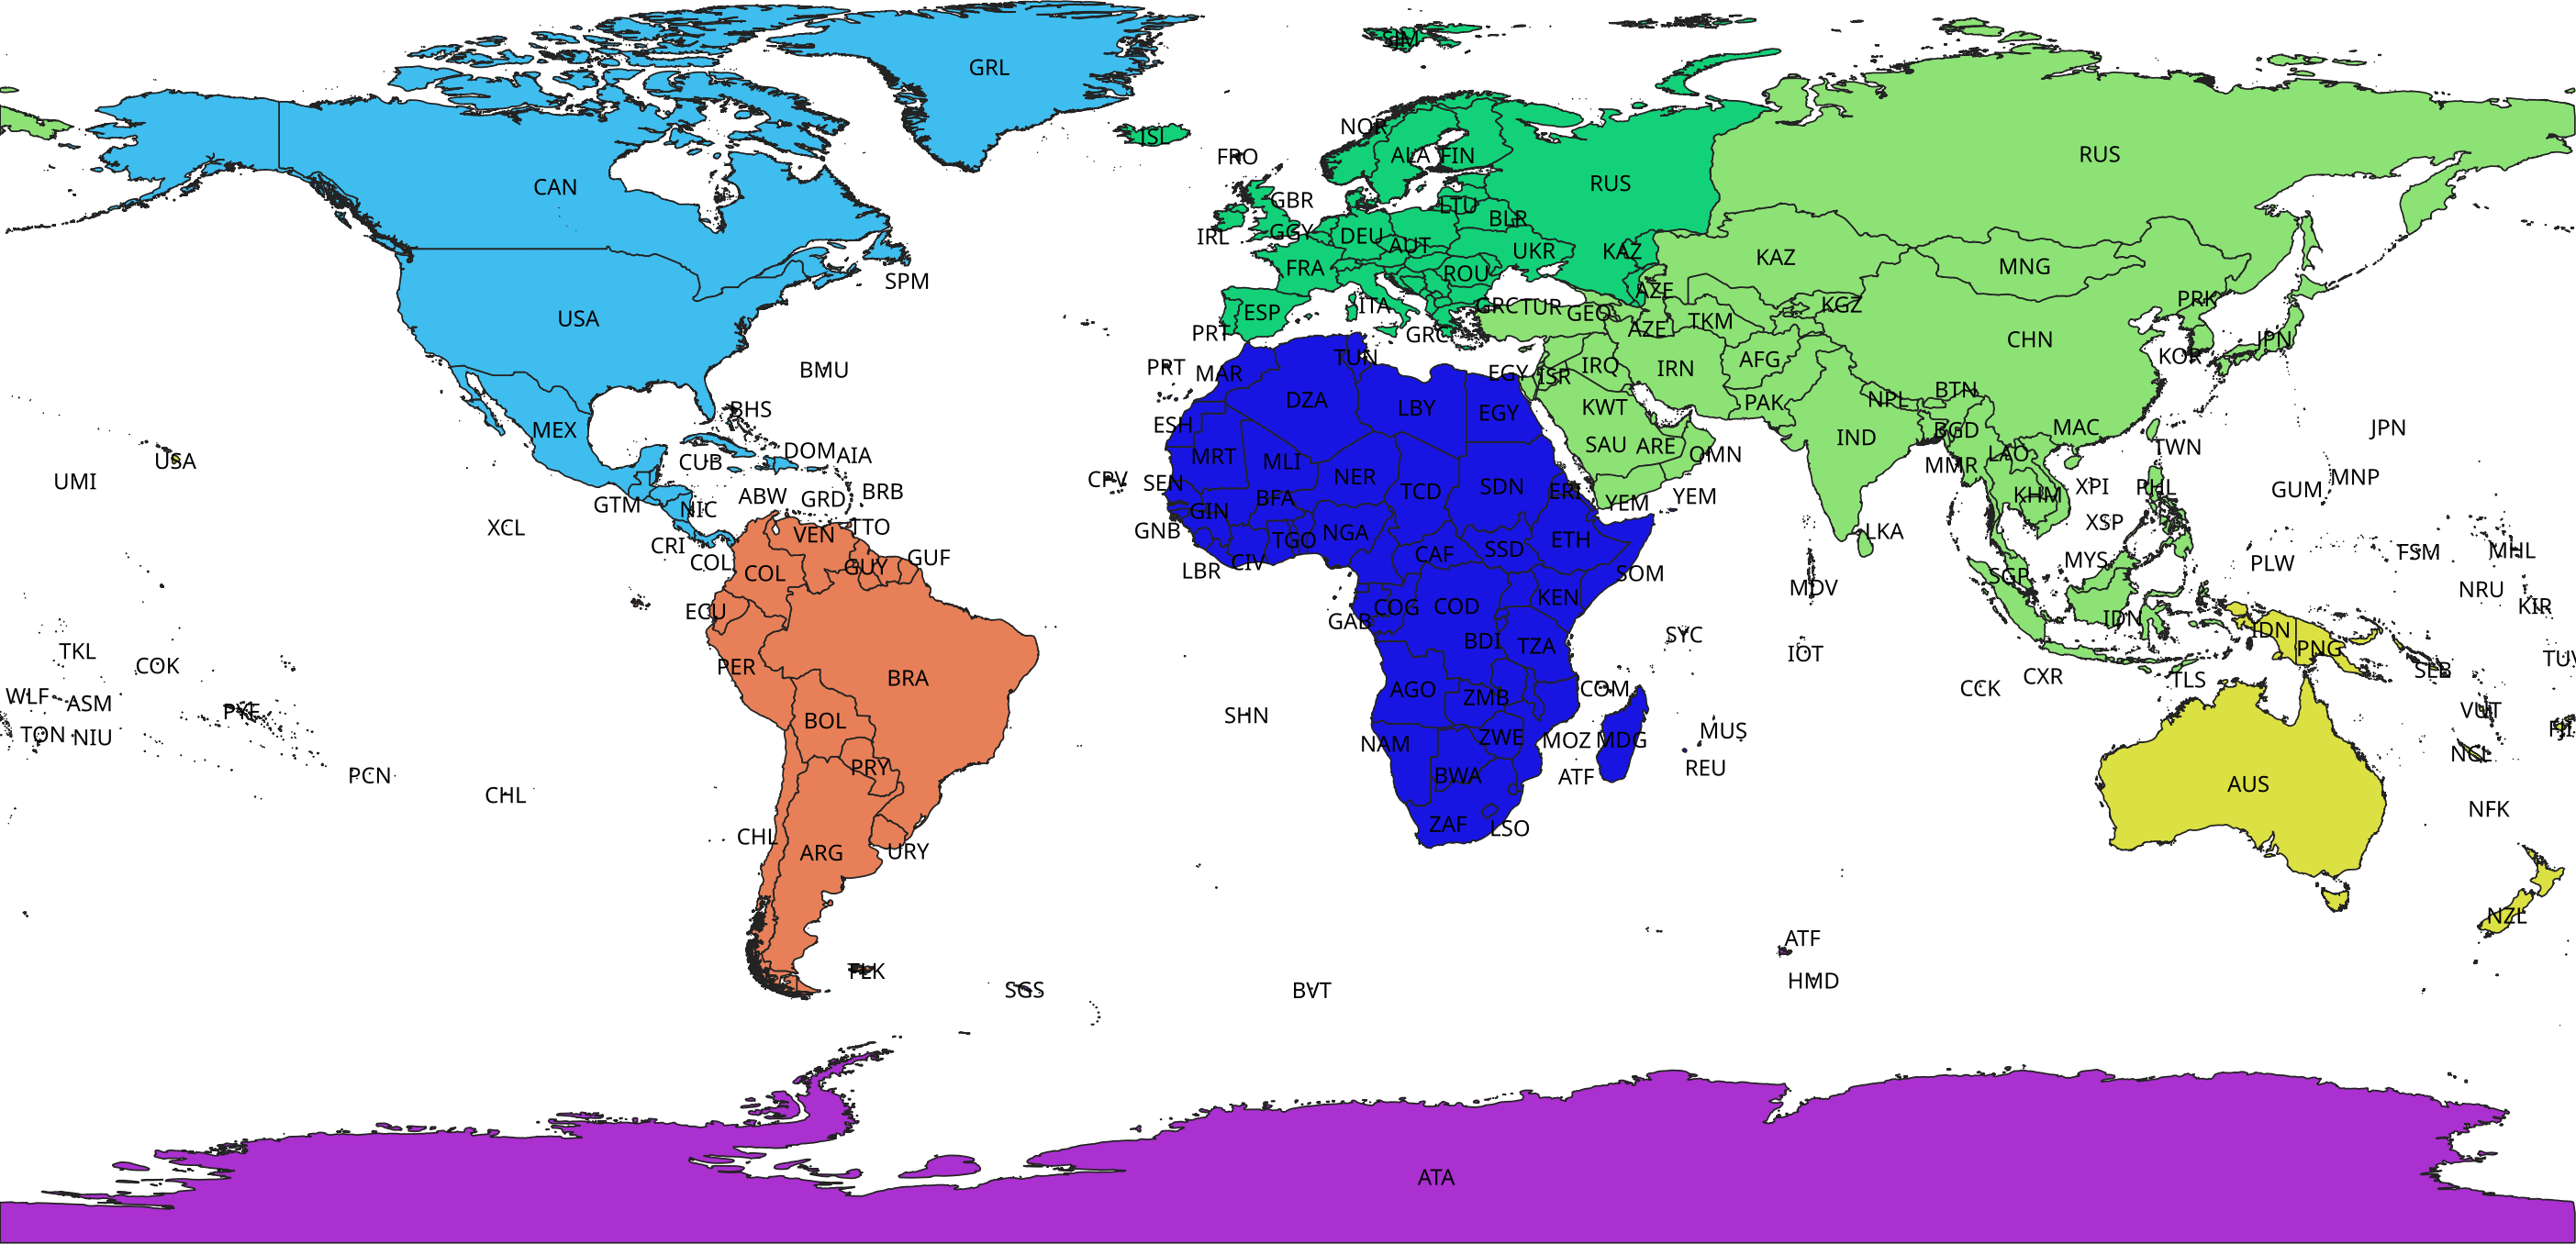 SJM
GRL
NOR
ISL
FRO
ALA
FIN
RUS
RUS
CAN
GBR
LTU
BLR
IRL
GGY
DEU
AUT
UKR
KAZ
KAZ
MNG
FRA
ROU
SPM
AZE
PRK
USA
ESP
ITA
GRC
TUR
GEO
KGZ
PRT
GRC
AZE
TKM
CHN
JPN
TUN
KOR
BMU
PRT
MAR
EGY
ISR
IRQ
IRN
AFG
BHS
DZA
LBY
EGY
KWT
PAK
NPL
BTN
MEX
ESH
BGD
MAC
JPN
IND
SAU
ARE
OMN
TWN
USA
CUB
DOM
AIA
MRT
MLI
LAO
MMR
UMI
CPV
SEN
NER
TCD
SDN
ERI
XPI
PHL
GUM
MNP
GTM
NIC
ABW
GRD
BRB
BFA
YEM
YEM
KHM
GIN
XCL
TTO
GNB
XSP
VEN
TGO
NGA
ETH
LKA
CRI
COL
GUF
CAF
SSD
FSM
MHL
COL
GUY
LBR
CIV
SOM
MYS
PLW
SGP
MDV
NRU
ECU
GAB
COG
COD
KEN
KIR
IDN
IDN
BDI
TZA
SYC
PNG
TKL
COK
PER
IOT
TUV
BRA
CCK
CXR
TLS
SLB
WLF
ASM
AGO
ZMB
COM
PYF
SHN
VUT
BOL
TON
NIU
NAM
ZWE
MOZ
MDG
MUS
FJI
NCL
PCN
PRY
BWA
ATF
REU
AUS
CHL
NFK
CHL
ARG
URY
ZAF
LSO
NZL
ATF
FLK
HMD
SGS
BVT
ATA